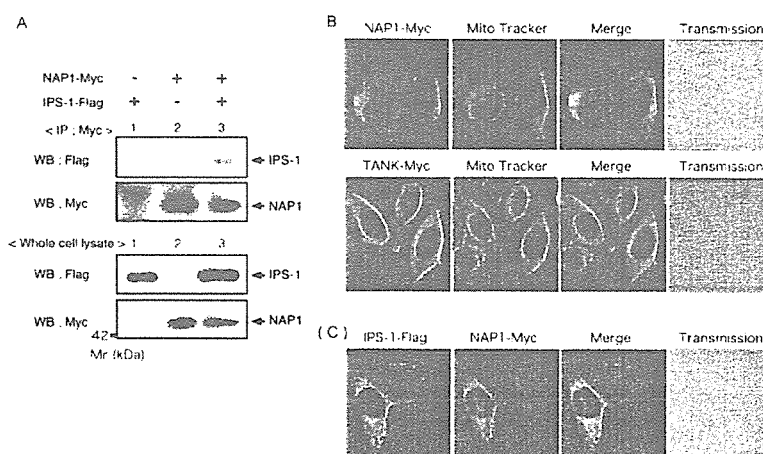 A
NAP1-Myc - + +
IPS-1-Flag + - +
< IP ; Myc > 1 2 3
WB ; Flag IPS-1
WB, Myc NAP1
< Whole cell lysate > 1 2 3
WB ; Flag IPS-1
WB ; Myc NAP1
42
Mr (kDa)
B
NAP1-Myc Mito Tracker Merge Transmission
TANK-Myc Mito Tracker Merge Transmission
(C)
IPS-1-Flag NAP1-Myc Merge Transmission